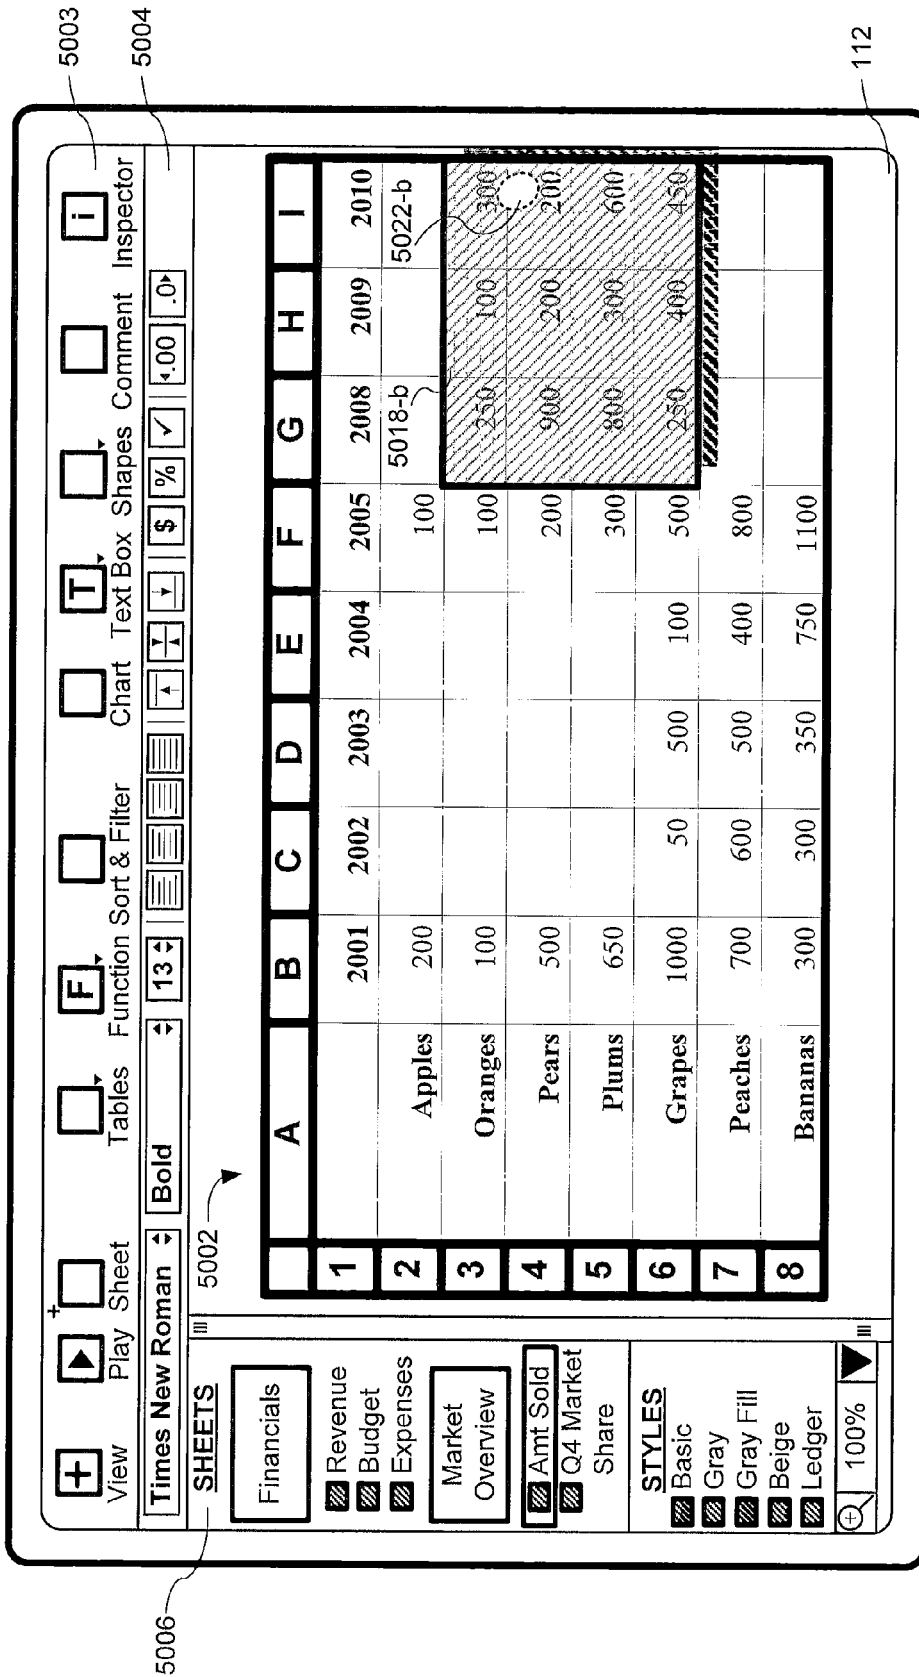 5003
5004
112
View Play Sheet Tables Function Sort & Filter Chart Text Box Shapes Comment Inspector
F T i
Times New Roman Bold 13 $ % ✓ .00 .0
5006
SHEETS
Financials
Revenue
Budget
Expenses
Market
Overview
Amt Sold
Q4 Market
Share
STYLES
Basic
Gray
Gray Fill
Beige
Ledger
100%
5002
A B C D E F G H I
1 2001 2002 2003 2004 2005 2008 2009 2010
2 Apples 200 100
5018-b 5022-b
3 Oranges 100 100 250 100 300
4 Pears 500 200 900 200 200
5 Plums 650 300 800 300 600
6 Grapes 1000 50 500 100 500 250 400 450
7 Peaches 700 600 500 400 800
8 Bananas 300 300 350 750 1100